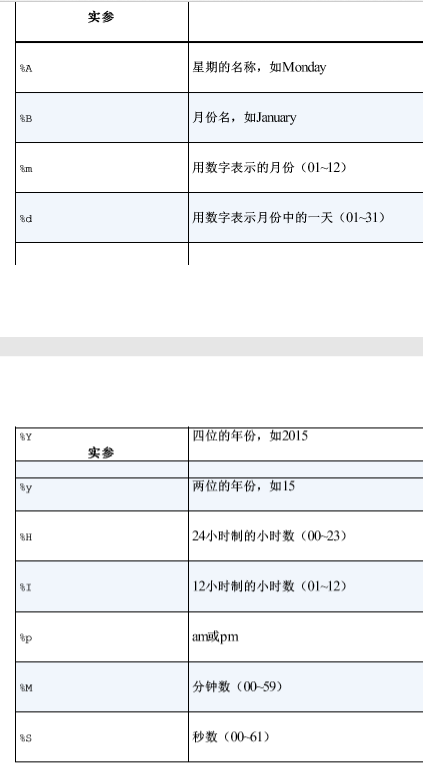 实参
%A 星期的名称，如Monday
%B 月份名，如January
%m 用数字表示的月份（01~12）
%d 用数字表示月份中的一天（01~31）
%Y 四位的年份，如2015
实参
%y 两位的年份，如15
%H 24小时制的小时数（00~23）
%I 12小时制的小时数（01~12）
%p am或pm
%M 分钟数（00~59）
%S 秒数（00~61）